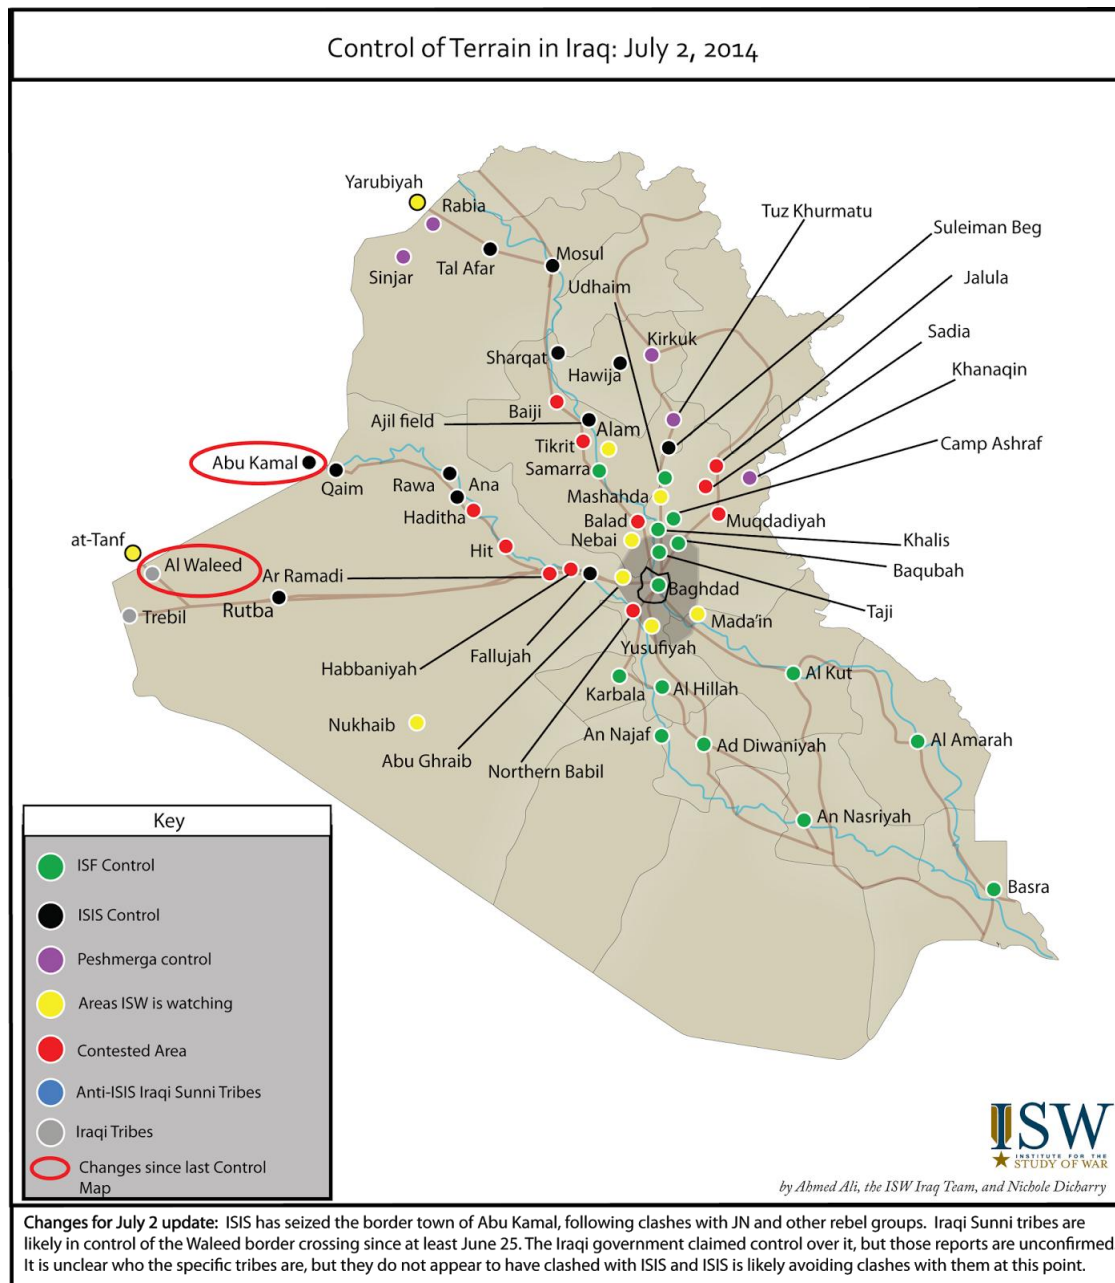 Control of Terrain in Iraq: July 2, 2014
Yarubiyah
Rabia
Tuz Khurmatu
Suleiman Beg
Sinjar
Tal Afar
Mosul
Udhaim
Jalula
Sadia
Kirkuk
Sharqat
Hawija
Khanaqin
Baiji
Ajil field
Alam
Tikrit
Camp Ashraf
Abu Kamal
Samarra
Qaim
Rawa
Ana
Mashahda
Haditha
Balad
Muqdadiyah
at-Tanf
Nebai
Khalis
Hit
Al Waleed
Ar Ramadi
Baqubah
Baghdad
Rutba
Trebil
Taji
Mada'in
Yusufiyah
Fallujah
Habbaniyah
Al Kut
Karbala
Al Hillah
Nukhaib
An Najaf
Ad Diwaniyah
Al Amarah
Abu Ghraib
Northern Babil
An Nasriyah
Basra
Key
ISF Control
ISIS Control
Peshmerga control
Areas ISW is watching
Contested Area
Anti-ISIS Iraqi Sunni Tribes
Iraqi Tribes
Changes since last Control
Map
ISW
INSTITUTE FOR THE
STUDY OF WAR
by Ahmed Ali, the ISW Iraq Team, and Nichole Dicharry
Changes for July 2 update: ISIS has seized the border town of Abu Kamal, following clashes with JN and other rebel groups. Iraqi Sunni tribes are
likely in control of the Waleed border crossing since at least June 25. The Iraqi government claimed control over it, but those reports are unconfirmed
It is unclear who the specific tribes are, but they do not appear to have clashed with ISIS and ISIS is likely avoiding clashes with them at this point.